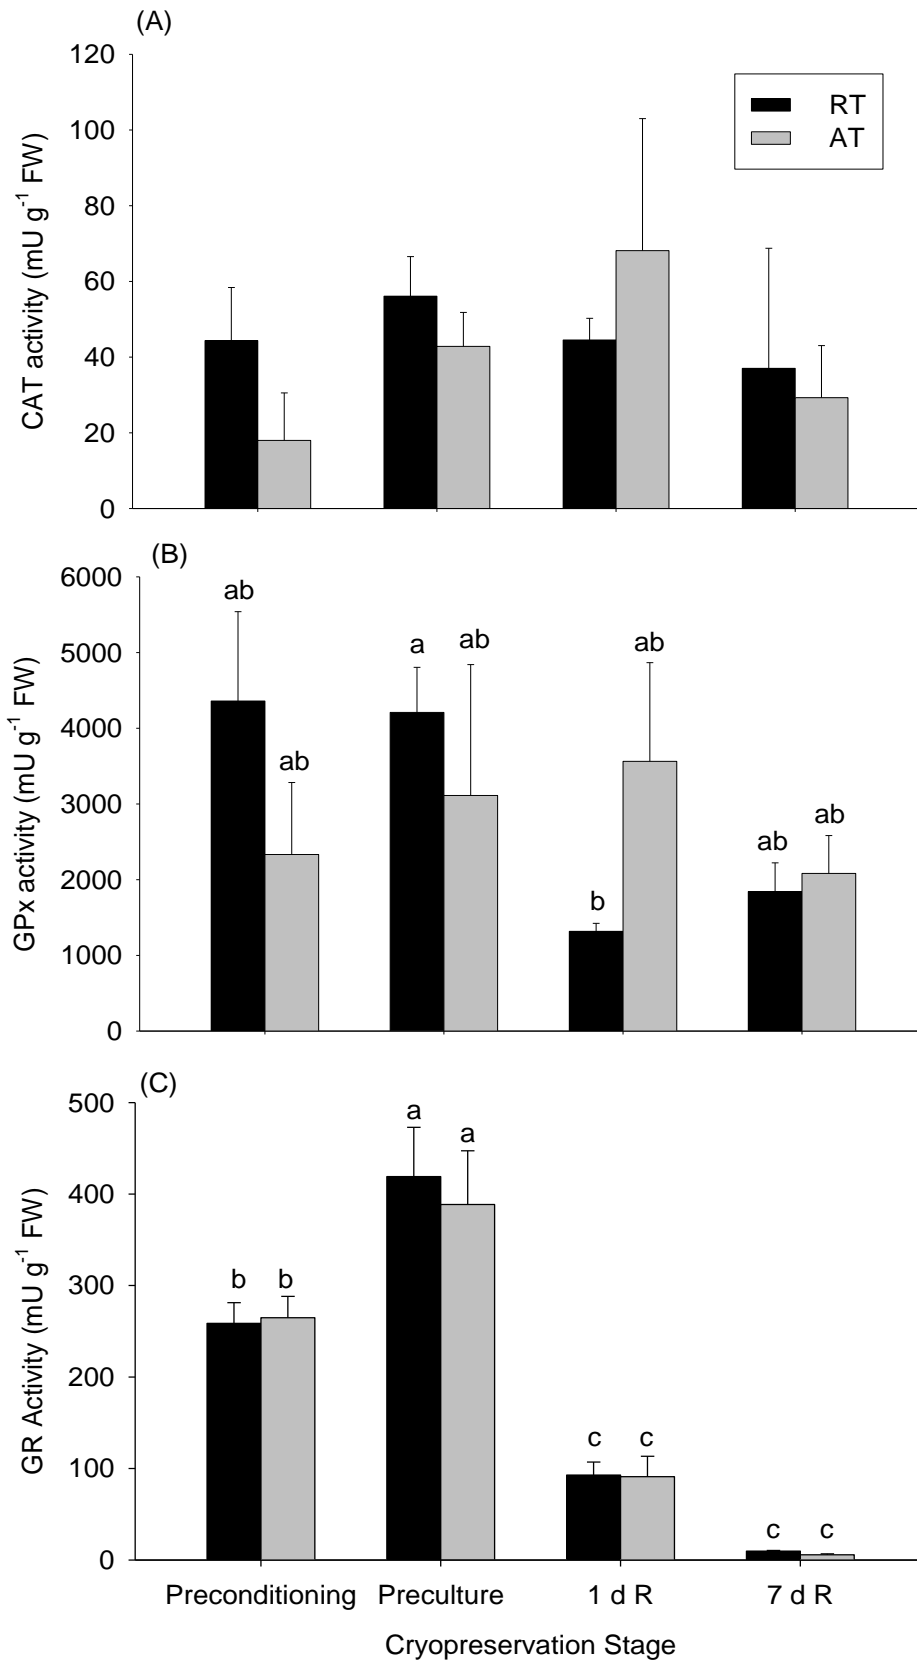 (A)
120
100
80
60
40
20
0
CAT activity (mU g⁻¹ FW)
RT
AT
(B)
6000
5000
4000
3000
2000
1000
0
GPx activity (mU g⁻¹ FW)
ab
ab
a
ab
b
ab
ab
ab
(C)
500
400
300
200
100
0
GR Activity (mU g⁻¹ FW)
b b
a a
c c
c c
Preconditioning Preculture 1 d R 7 d R
Cryopreservation Stage